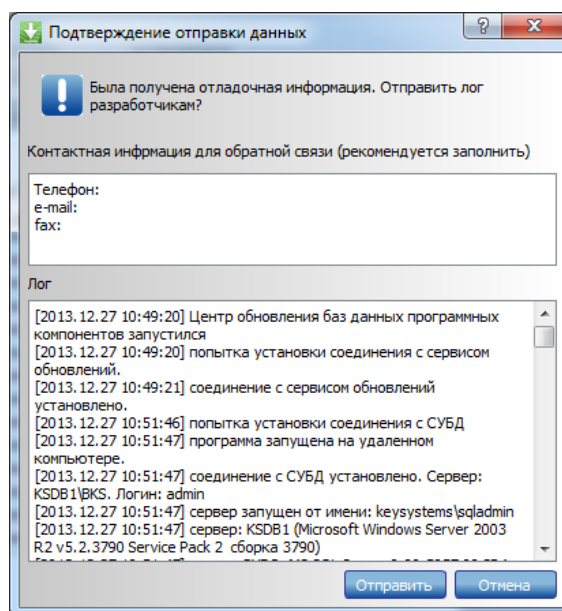 Подтверждение отправки данных
Была получена отладочная информация. Отправить лог
разработчикам?
Контактная инфрмация для обратной связи (рекомендуется заполнить)
Телефон:
e-mail:
fax:
Лог
[2013.12.27 10:49:20] Центр обновления баз данных программных
компонентов запустился
[2013.12.27 10:49:20] попытка установки соединения с сервисом
обновлений.
[2013.12.27 10:49:21] соединение с сервисом обновлений
установлено.
[2013.12.27 10:51:46] попытка установки соединения с СУБД
[2013.12.27 10:51:47] программа запущена на удаленном
компьютере.
[2013.12.27 10:51:47] соединение с СУБД установлено. Сервер:
KSDB1\BKS. Логин: admin
[2013.12.27 10:51:47] сервер запущен от имени: keysystems\sqladmin
[2013.12.27 10:51:47] сервер: KSDB1 (Microsoft Windows Server 2003
R2 v5.2.3790 Service Pack 2 сборка 3790)
Отправить
Отмена